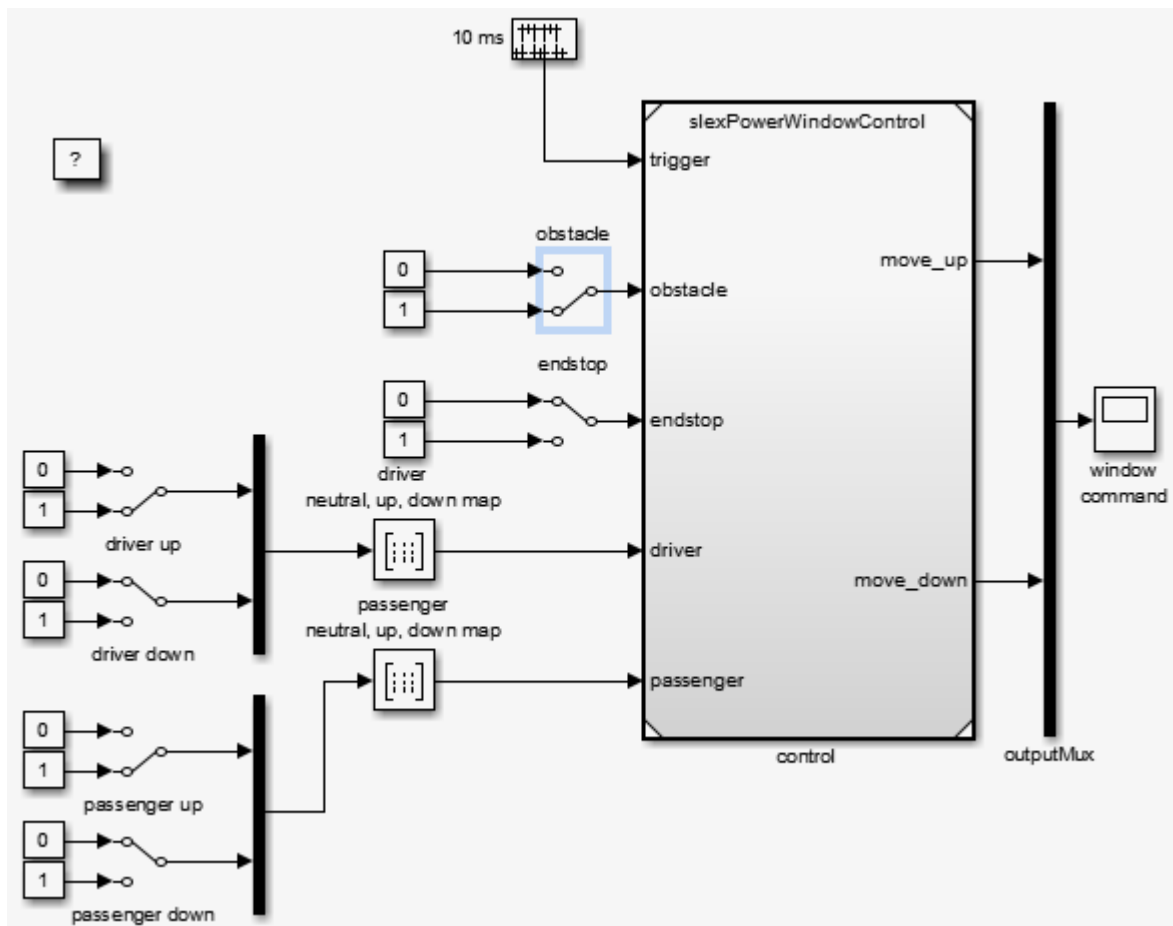 10 ms
slexPowerWindowControl
trigger
?
obstacle
0
1
obstacle
move_up
endstop
0
1
endstop
window
command
0
1
driver up
0
1
driver down
driver
neutral, up, down map
driver
move_down
passenger
neutral, up, down map
passenger
0
1
passenger up
0
1
passenger down
control
outputMux